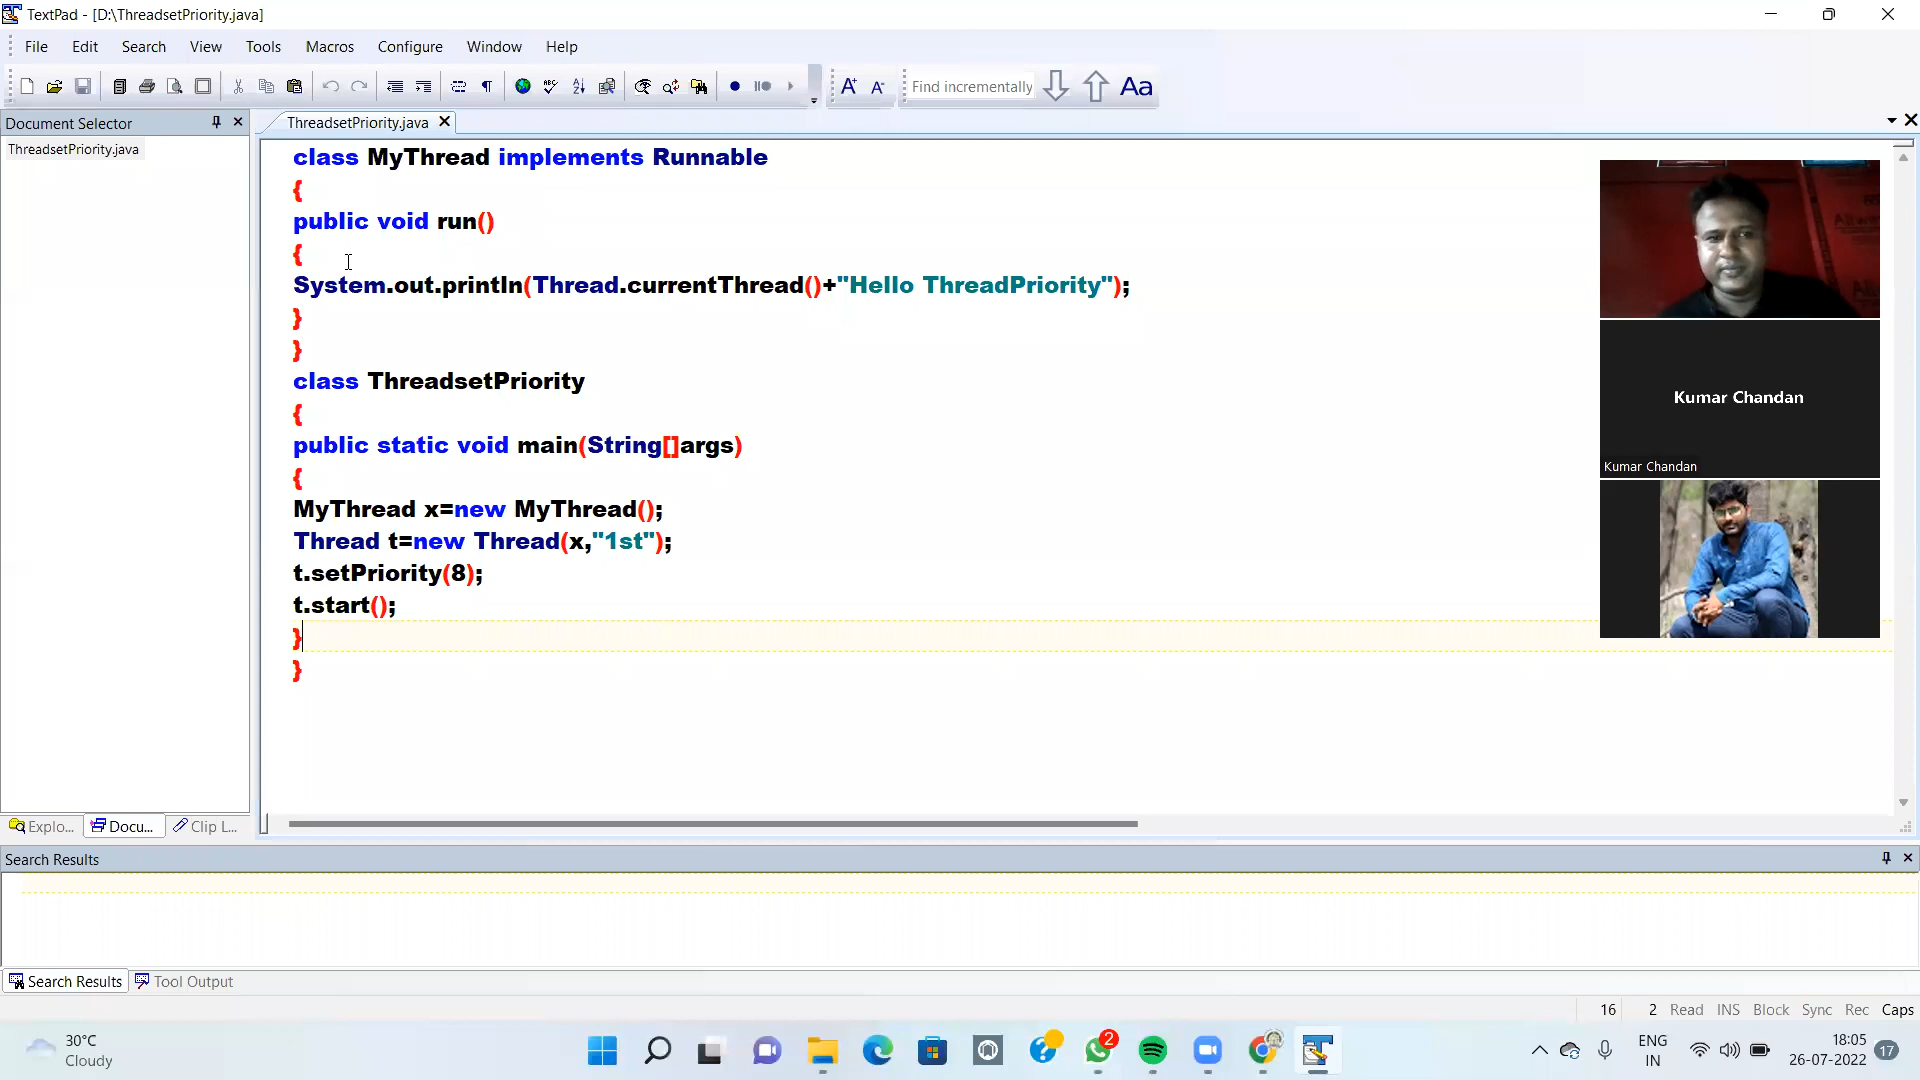 TextPad - [D:\ThreadsetPriority.java]
File Edit Search View Tools Macros Configure Window Help
Find incrementally
Document Selector
ThreadsetPriority.java
ThreadsetPriority.java
class MyThread implements Runnable
{
public void run()
{
System.out.println(Thread.currentThread()+"Hello ThreadPriority");
}
}
class ThreadsetPriority
{
public static void main(String[]args)
{
MyThread x=new MyThread();
Thread t=new Thread(x,"1st");
t.setPriority(8);
t.start();
}
}
Kumar Chandan
Kumar Chandan
Explo... Docu... Clip L...
Search Results
Search Results Tool Output
16 2 Read INS Block Sync Rec Caps
30°C
Cloudy
2
ENG
IN
18:05
26-07-2022
17